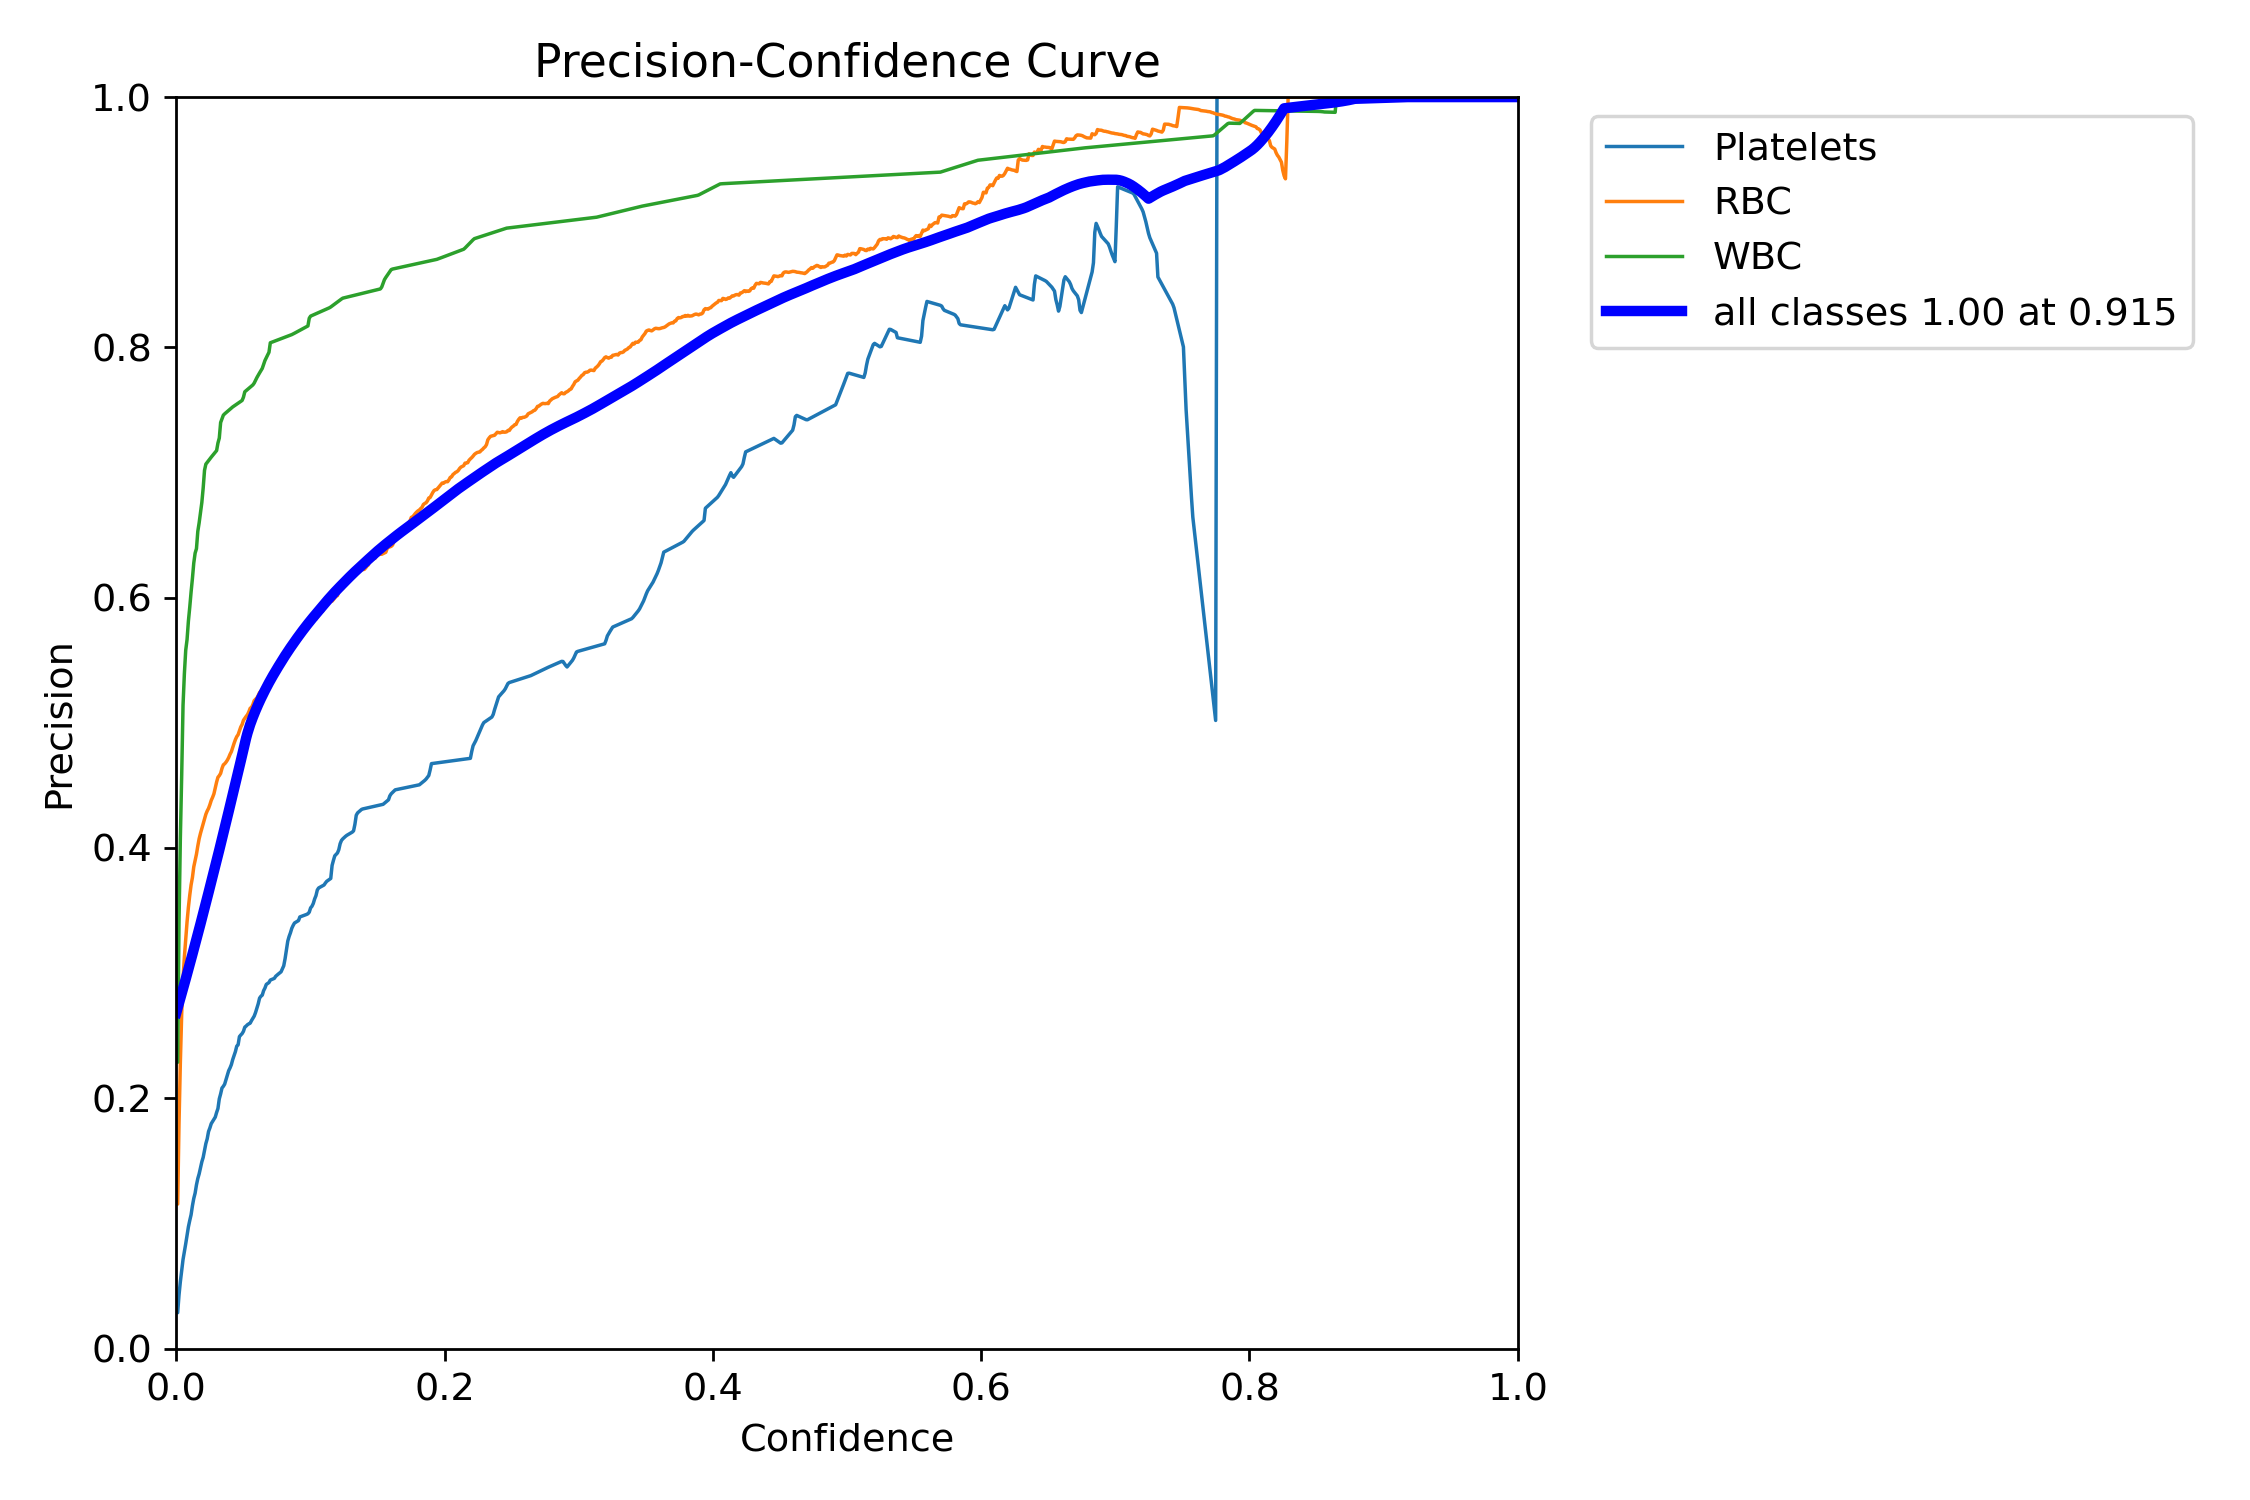 Precision-Confidence Curve
1.0
0.8
0.6
0.4
0.2
0.0
Precision
0.0 0.2 0.4 0.6 0.8 1.0
Confidence
Platelets
RBC
WBC
all classes 1.00 at 0.915